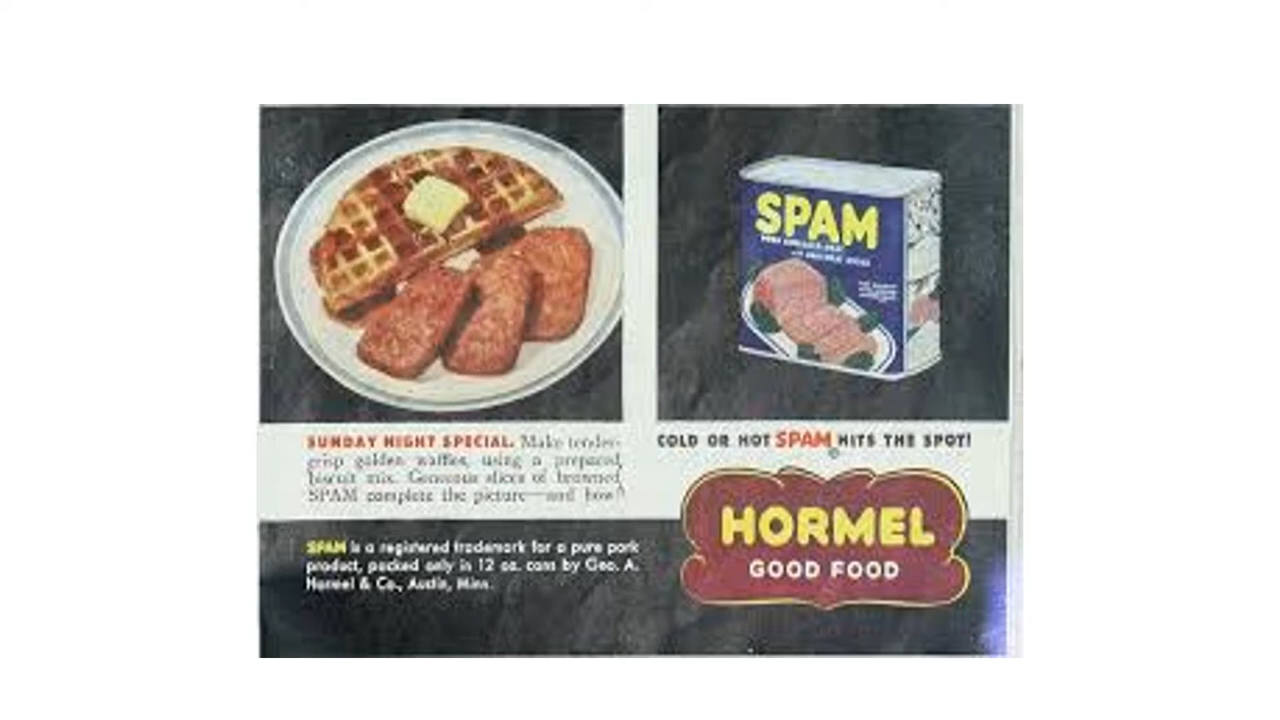 SUNDAY NIGHT SPECIAL. Make tender-
crisp golden waffles, using a prepared
biscuit mix. Generous slices of browned
SPAM complete the picture—and how!
SPAM
COLD OR HOT SPAM HITS THE SPOT!
HORMEL
GOOD FOOD
SPAM is a registered trademark for a pure pork
product, packed only in 12 oz. cans by Geo. A.
Hormel & Co., Austin, Minn.